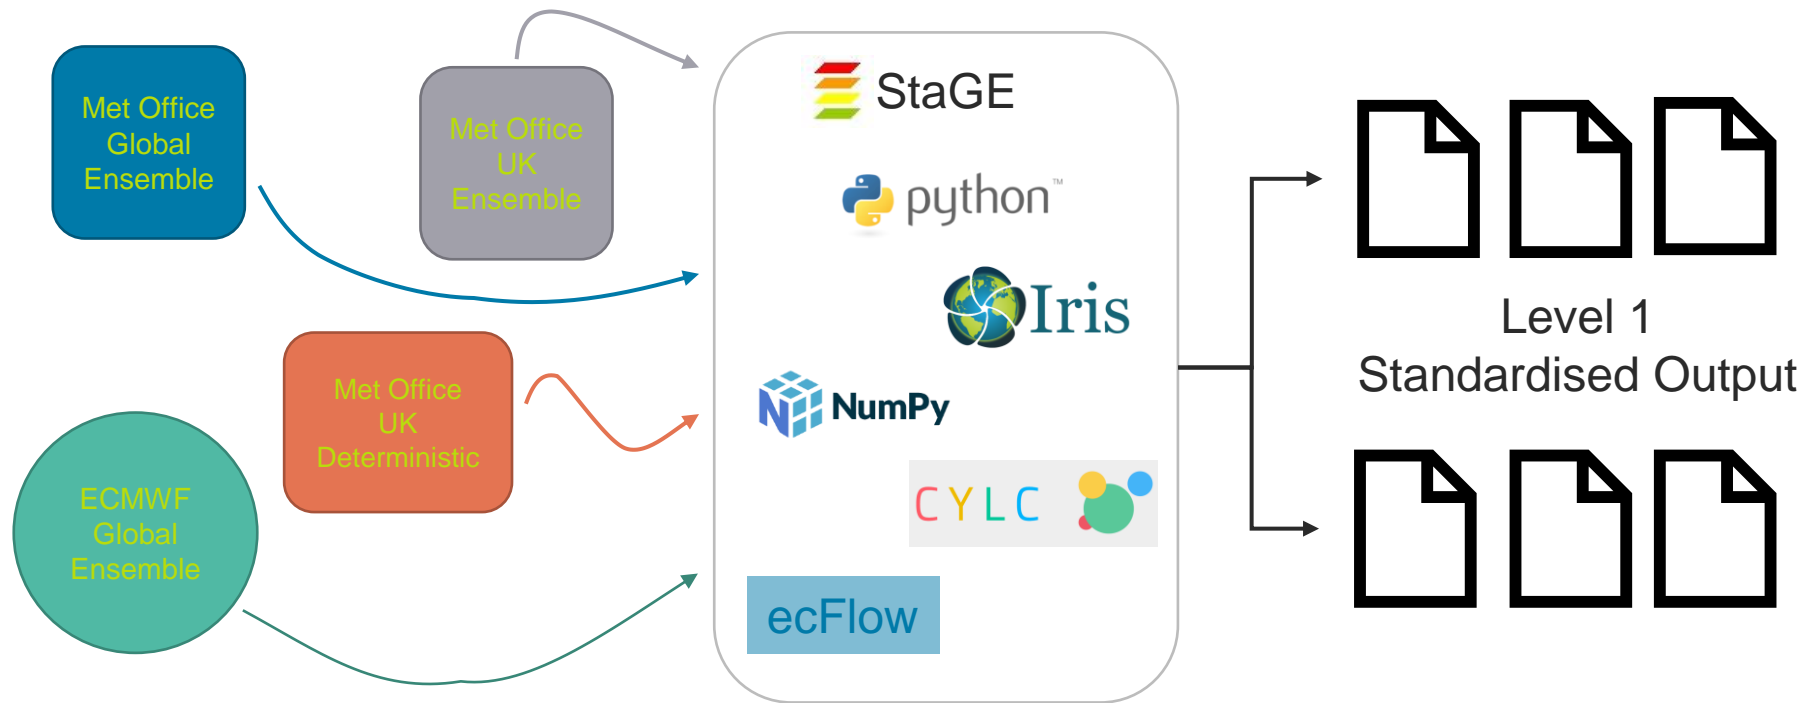 Met Office
Global
Ensemble
Met Office
UK
Ensemble
Met Office
UK
Deterministic
ECMWF
Global
Ensemble
StaGE
python™
Iris
NumPy
CYLC
ecFlow
Level 1
Standardised Output